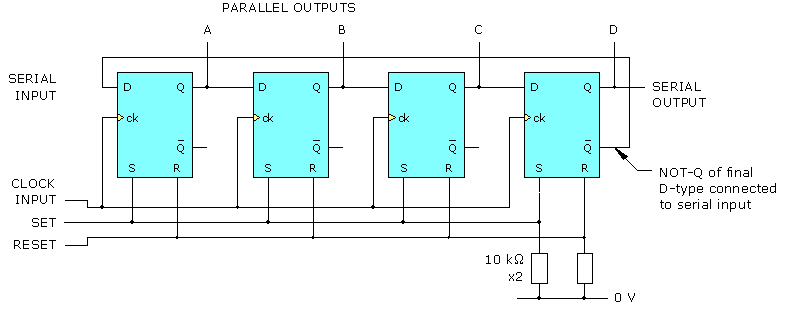 PARALLEL OUTPUTS
A B C D
SERIAL
INPUT
D Q D Q D Q D Q
SERIAL
OUTPUT
ck ck ck ck
Q Q Q Q
S R S R S R S R
NOT-Q of final
D-type connected
to serial input
CLOCK
INPUT
SET
RESET
10 kΩ
x2
0 V